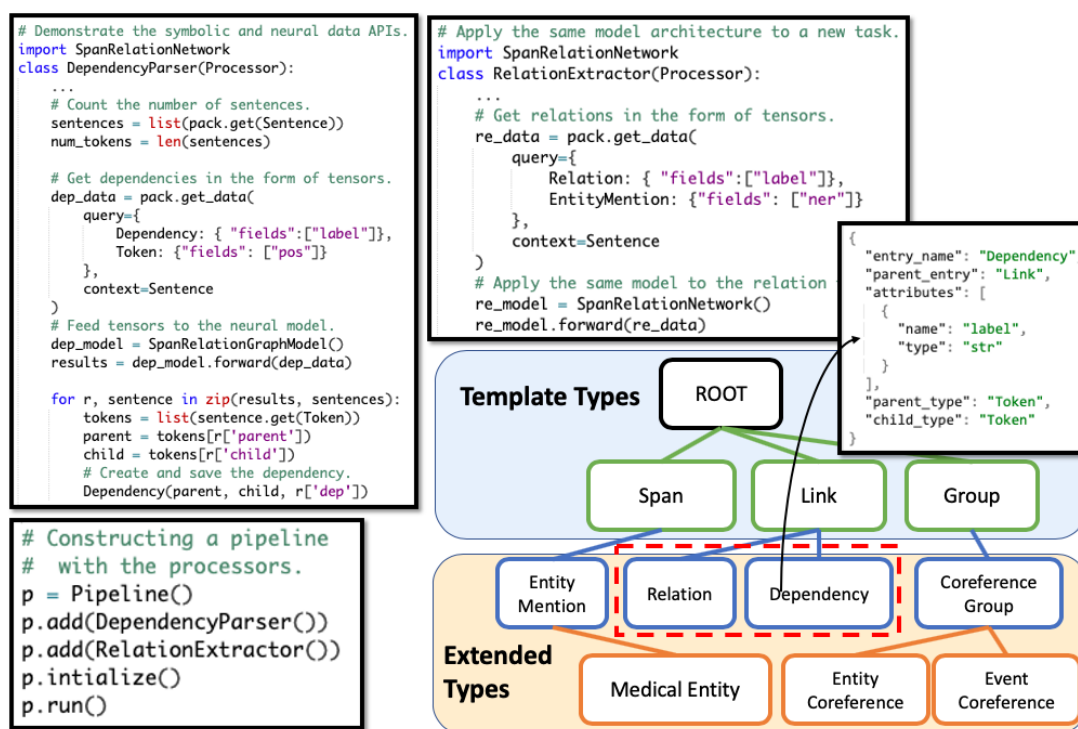 # Demonstrate the symbolic and neural data APIs.
import SpanRelationNetwork
class DependencyParser(Processor):
...
# Count the number of sentences.
sentences = list(pack.get(Sentence))
num_tokens = len(sentences)
# Get dependencies in the form of tensors.
dep_data = pack.get_data(
query={
Dependency: { "fields":["label"]},
Token: {"fields": ["pos"]}
},
context=Sentence
)
# Feed tensors to the neural model.
dep_model = SpanRelationGraphModel()
results = dep_model.forward(dep_data)
for r, sentence in zip(results, sentences):
tokens = list(sentence.get(Token))
parent = tokens[r['parent'])
child = tokens[r['child'])
# Create and save the dependency.
Dependency(parent, child, r['dep'])
# Apply the same model architecture to a new task.
import SpanRelationNetwork
class RelationExtractor(Processor):
...
# Get relations in the form of tensors.
re_data = pack.get_data(
query={
Relation: { "fields":["label"]},
EntityMention: {"fields": ["ner"]}
},
context=Sentence
)
# Apply the same model to the relation
re_model = SpanRelationNetwork()
re_model.forward(re_data)
{
"entry_name": "Dependency"
"parent_entry": "Link",
"attributes": [
{
"name": "label",
"type": "str"
}
],
"parent_type": "Token",
"child_type": "Token"
}
# Constructing a pipeline
# with the processors.
p = Pipeline()
p.add(DependencyParser())
p.add(RelationExtractor())
p.intialize()
p.run()
Template Types
ROOT
Span
Link
Group
Entity
Mention
Relation
Dependency
Coreference
Group
Extended
Types
Medical Entity
Entity
Coreference
Event
Coreference